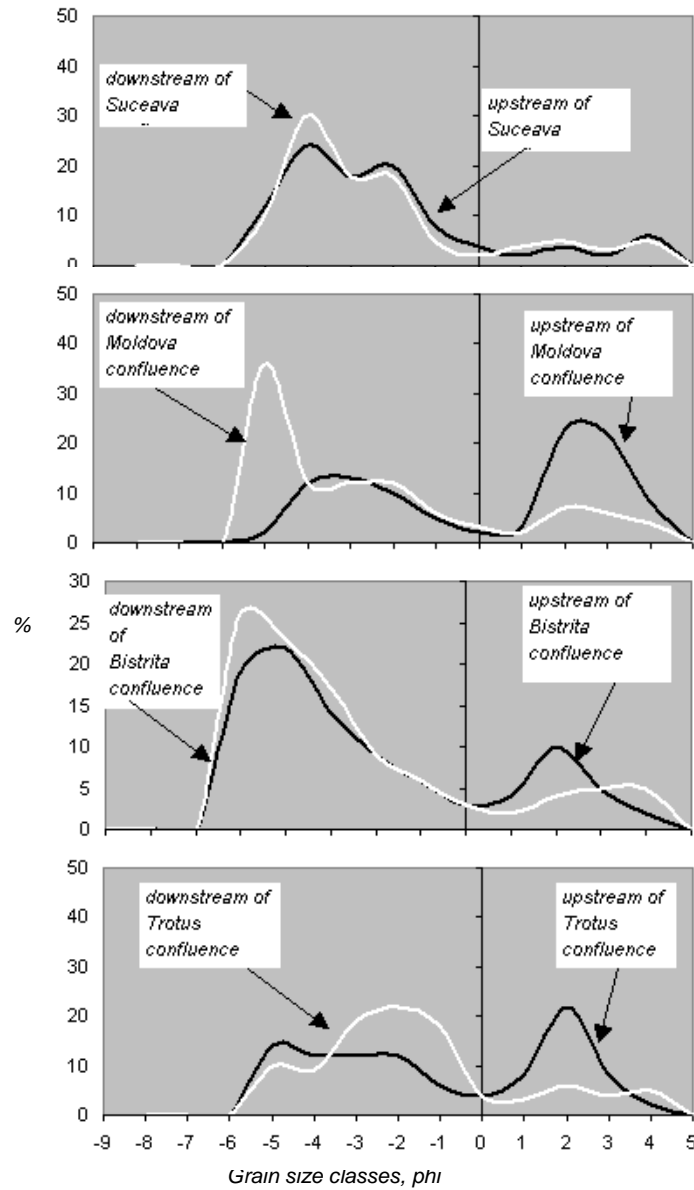 50
40
30
20
10
0
downstream of
Suceava
upstream of
Suceava
50
40
30
20
10
0
downstream of
Moldova
confluence
upstream of
Moldova
confluence
%
30
25
20
15
10
5
0
downstream
of
Bistrita
confluence
upstream of
Bistrita
confluence
50
40
30
20
10
0
downstream of
Trotus
confluence
upstream of
Trotus
confluence
-9 -8 -7 -6 -5 -4 -3 -2 -1 0 1 2 3 4 5
Grain size classes, phi